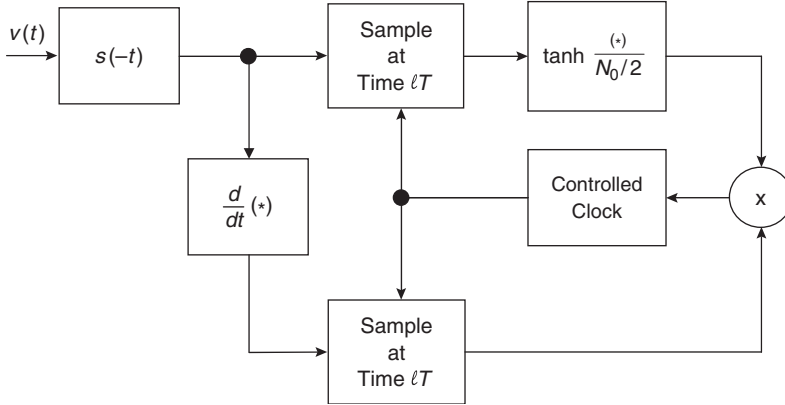 v(t)
s(−t)
Sample
at
Time ℓT
tanh (*)/N₀/2
d/dt (*)
Controlled
Clock
x
Sample
at
Time ℓT